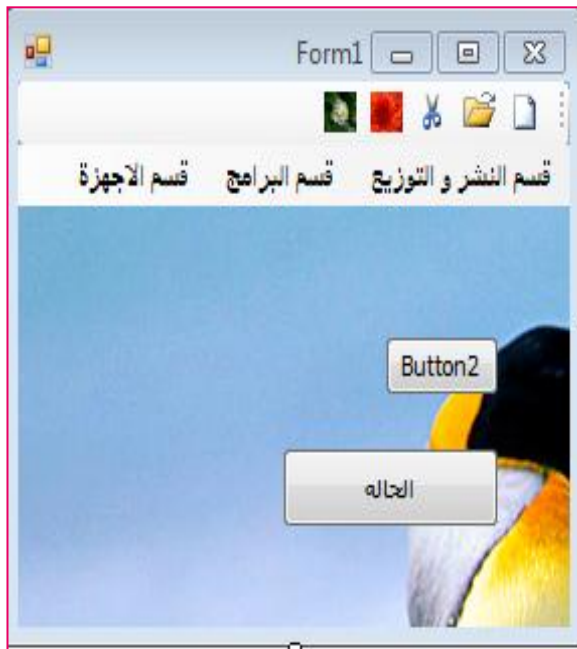 Form1
قسم النشر و التوزيع قسم البرامج قسم الاجهزة
Button2
الحاله